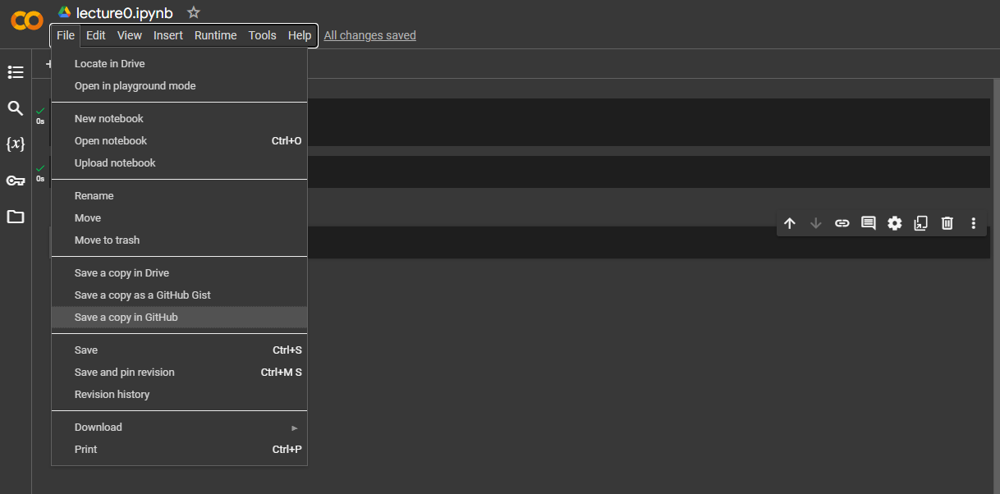 lecture0.ipynb
File Edit View Insert Runtime Tools Help All changes saved
Locate in Drive
Open in playground mode
New notebook
Open notebook Ctrl+O
Upload notebook
Rename
Move
Move to trash
Save a copy in Drive
Save a copy as a GitHub Gist
Save a copy in GitHub
Save Ctrl+S
Save and pin revision Ctrl+M S
Revision history
Download
Print Ctrl+P
{x}
0s
0s